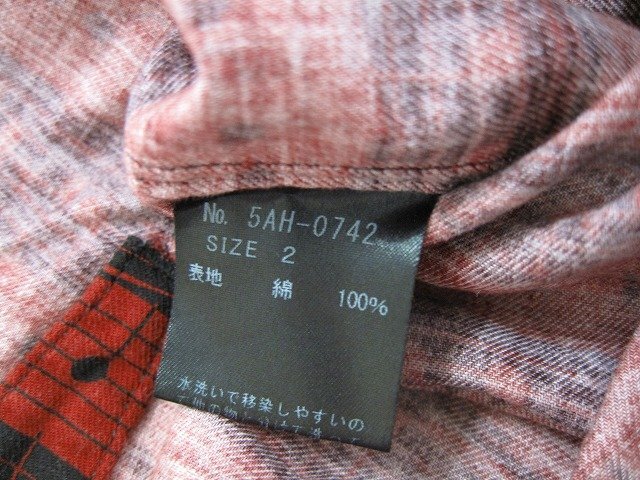 No. 5AH-0742
SIZE 2
表地 綿 100%
水洗いで移染しやすいの